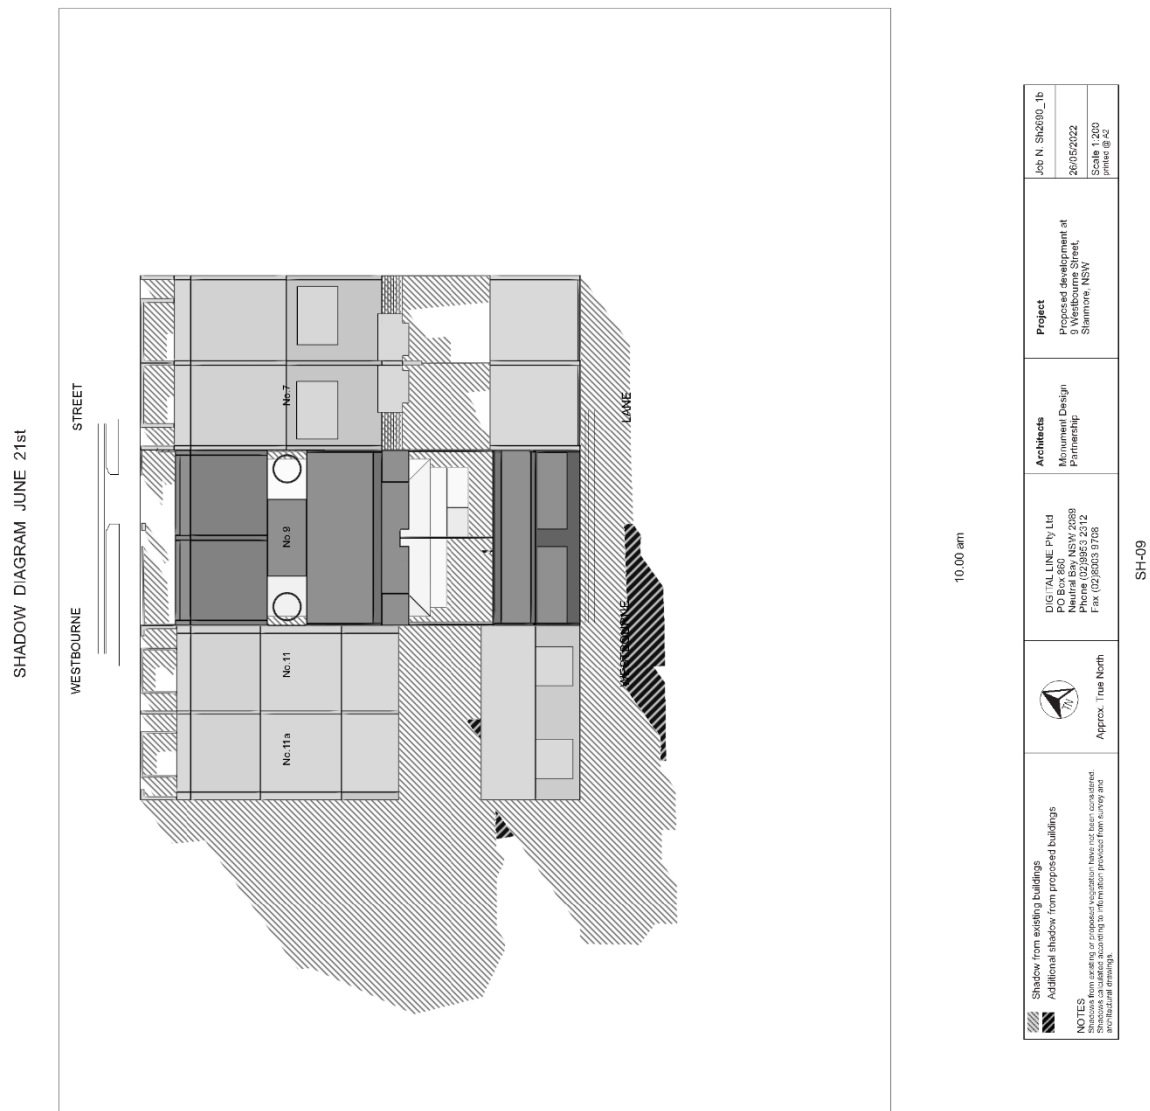 SHADOW DIAGRAM JUNE 21st
WESTBOURNE STREET
No.7
No.9
No.11
No.11a
WESTBOURNE LANE
10.00 am
Shadow from existing buildings
Additional shadow from proposed buildings
NOTES
Shadows from existing or proposed vegetation have not been considered.
Shadows calculated according to information provided from survey and
architectural drawings.
TN
Approx. True North
DIGITAL LINE Pty Ltd
PO Box 860
Neutral Bay NSW 2089
Phone (02)9953 2312
Fax (02)8003 9708
Architects
Monument Design
Partnership
Project
Proposed development at
9 Westbourne Street,
Stanmore, NSW
Job N. Sh2690_1b
26/05/2022
Scale 1:200
printed @ A2
SH-09